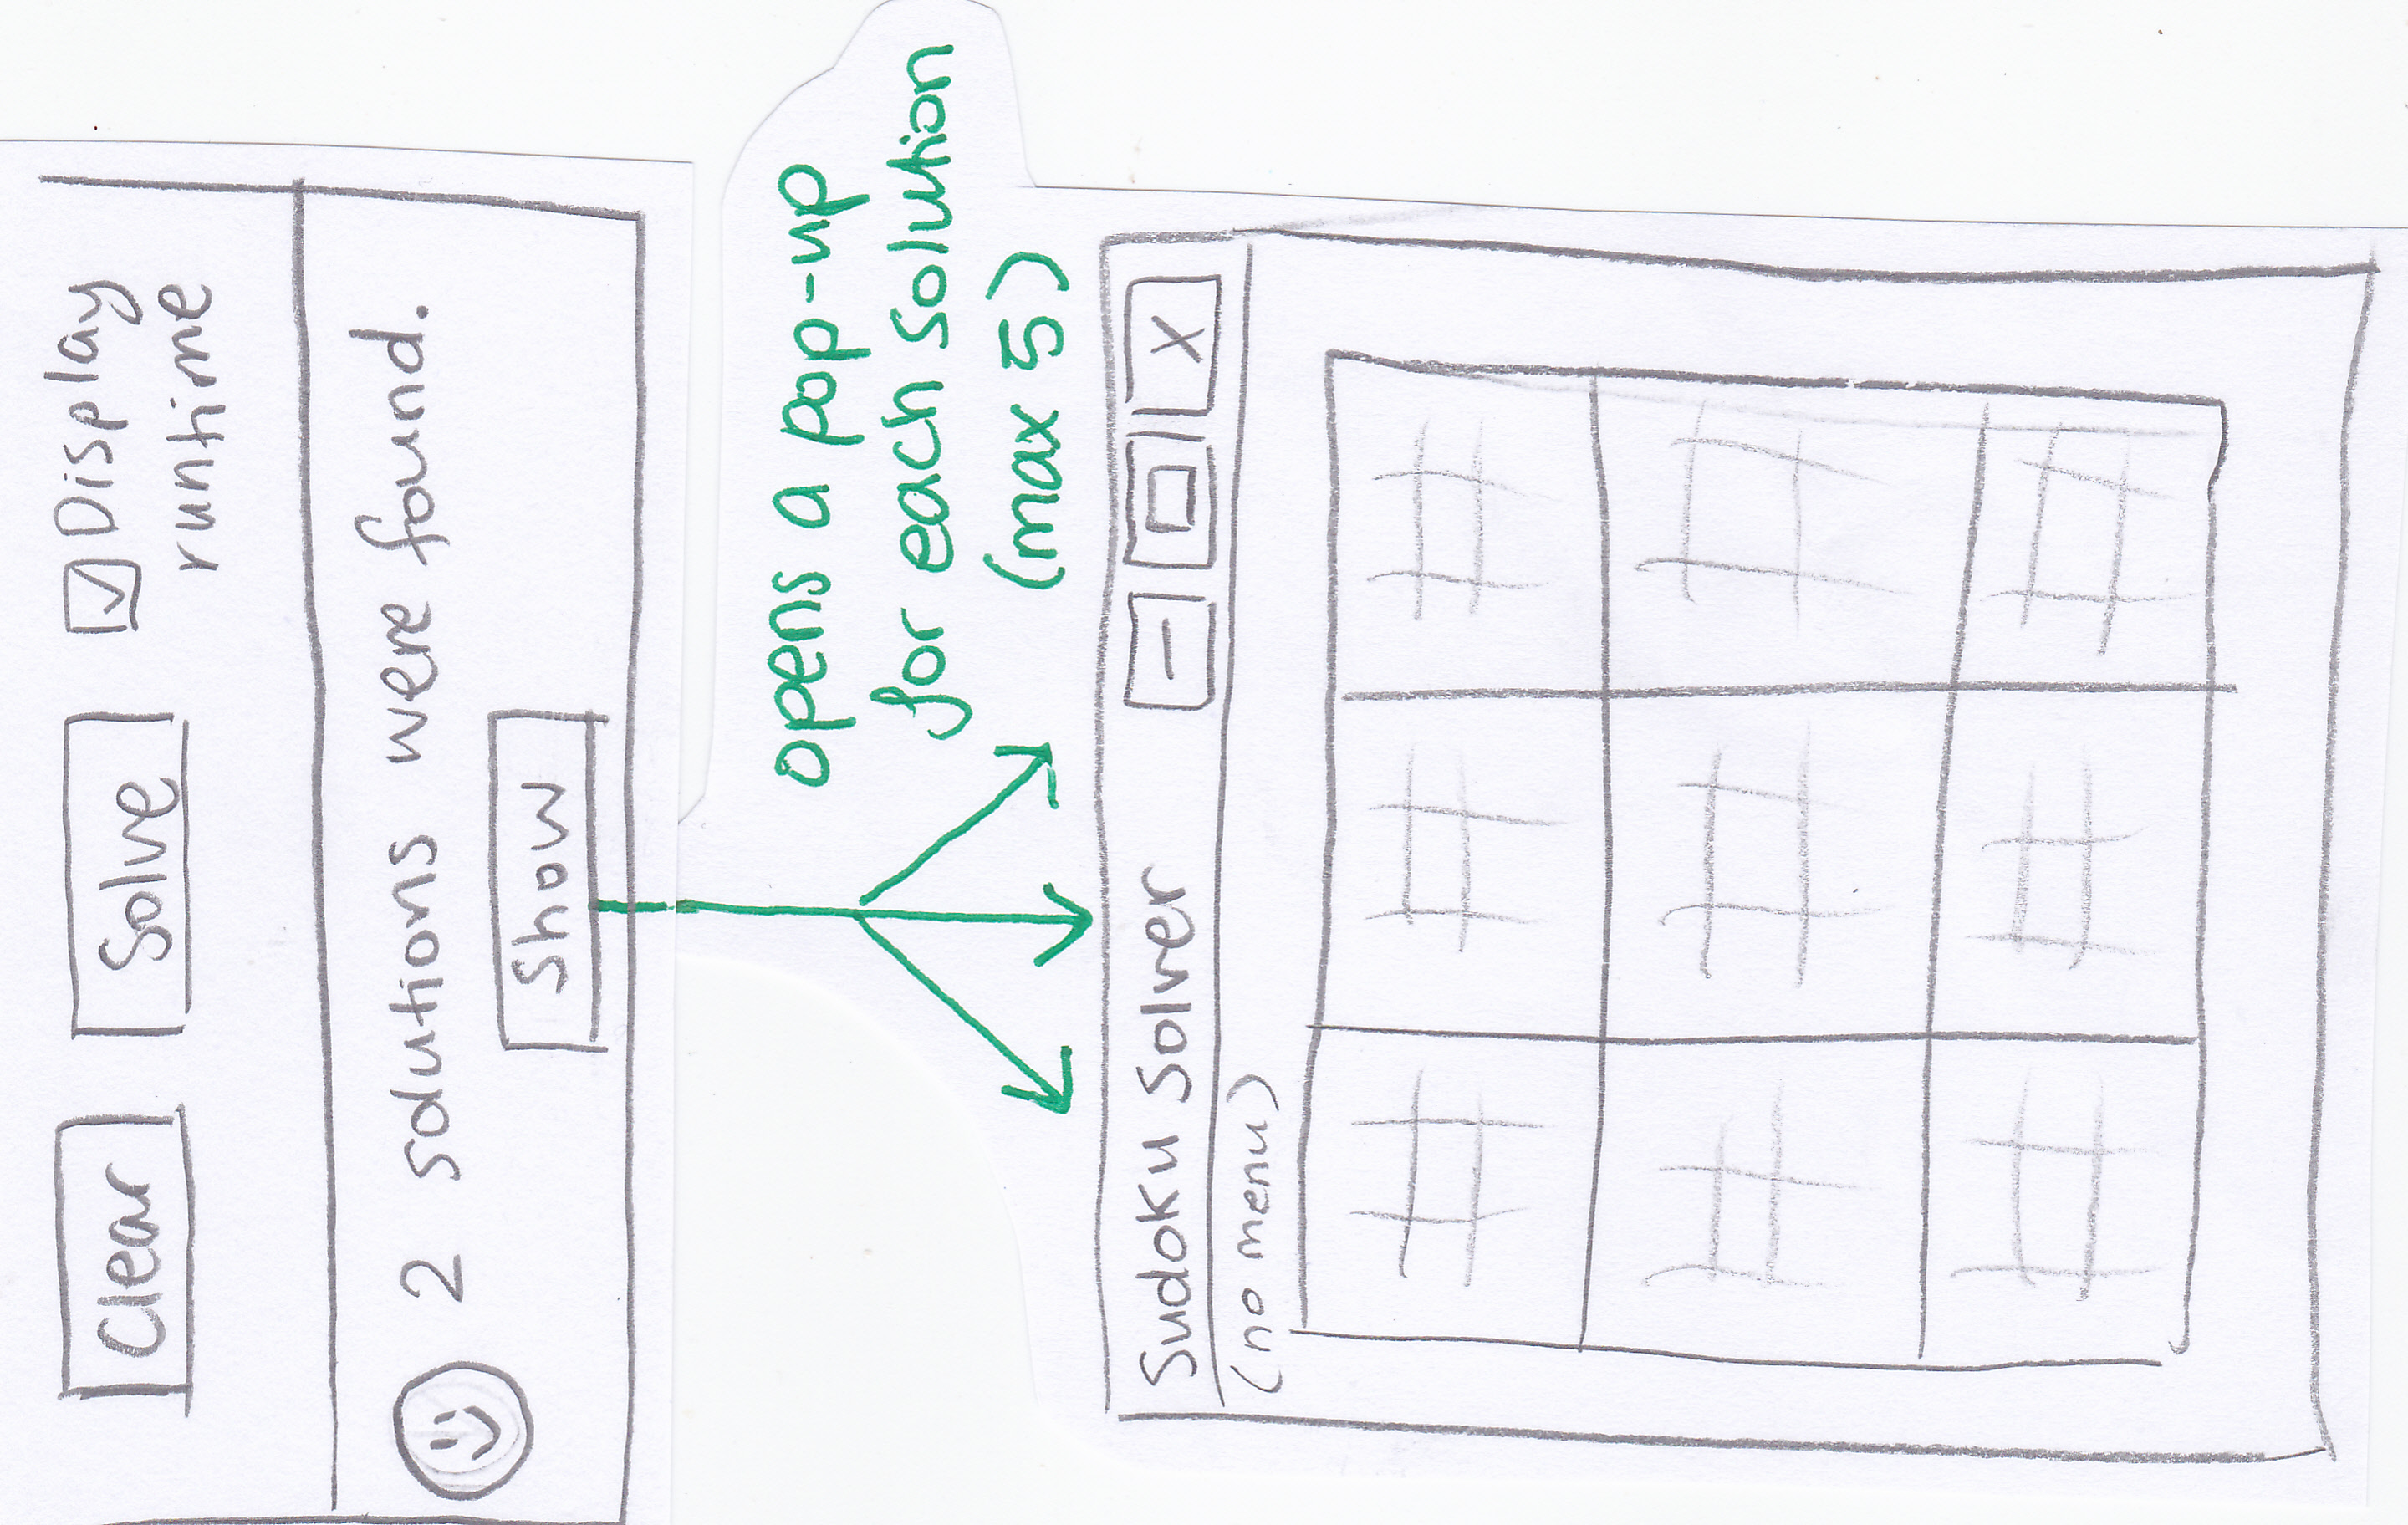 Clear Solve Display
runtime
2 solutions were found.
Show
opens a pop-up
for each solution
(max 5)
Sudoku Solver
(no menu)